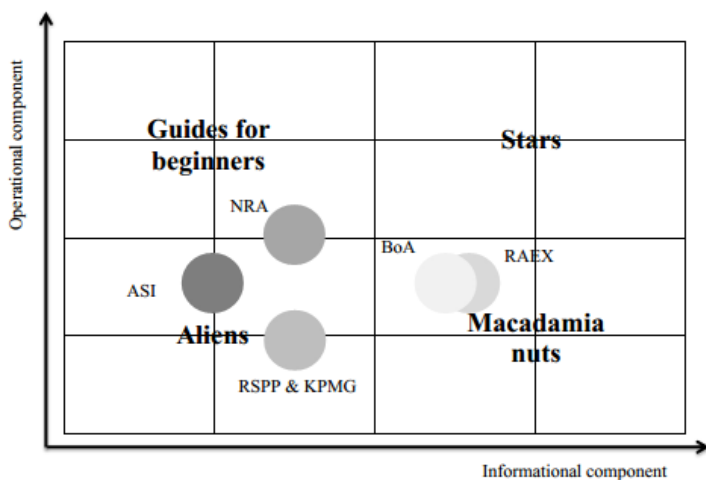 Operational component
Guides for
beginners
Stars
NRA
BoA
RAEX
ASI
Aliens
Macadamia
nuts
RSPP & KPMG
Informational component